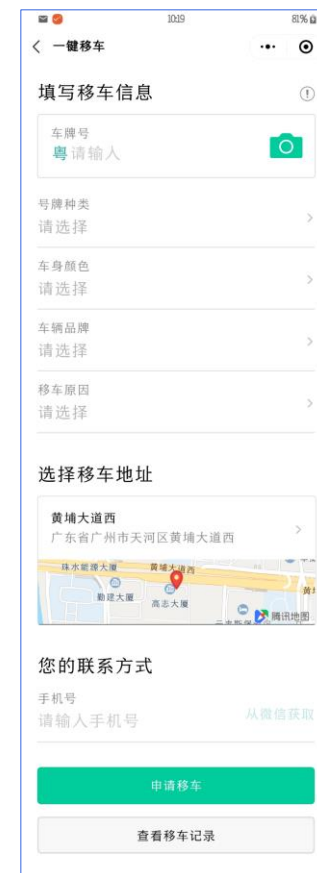 10:19
81%
一键移车
填写移车信息
车牌号
粤 请输入
号牌种类
请选择
车身颜色
请选择
车辆品牌
请选择
移车原因
请选择
选择移车地址
黄埔大道西
广东省广州市天河区黄埔大道西
珠水能源大厦
黄埔大道西
勤建大厦
高志大厦
腾讯地图
您的联系方式
手机号
请输入手机号 从微信获取
申请移车
查看移车记录